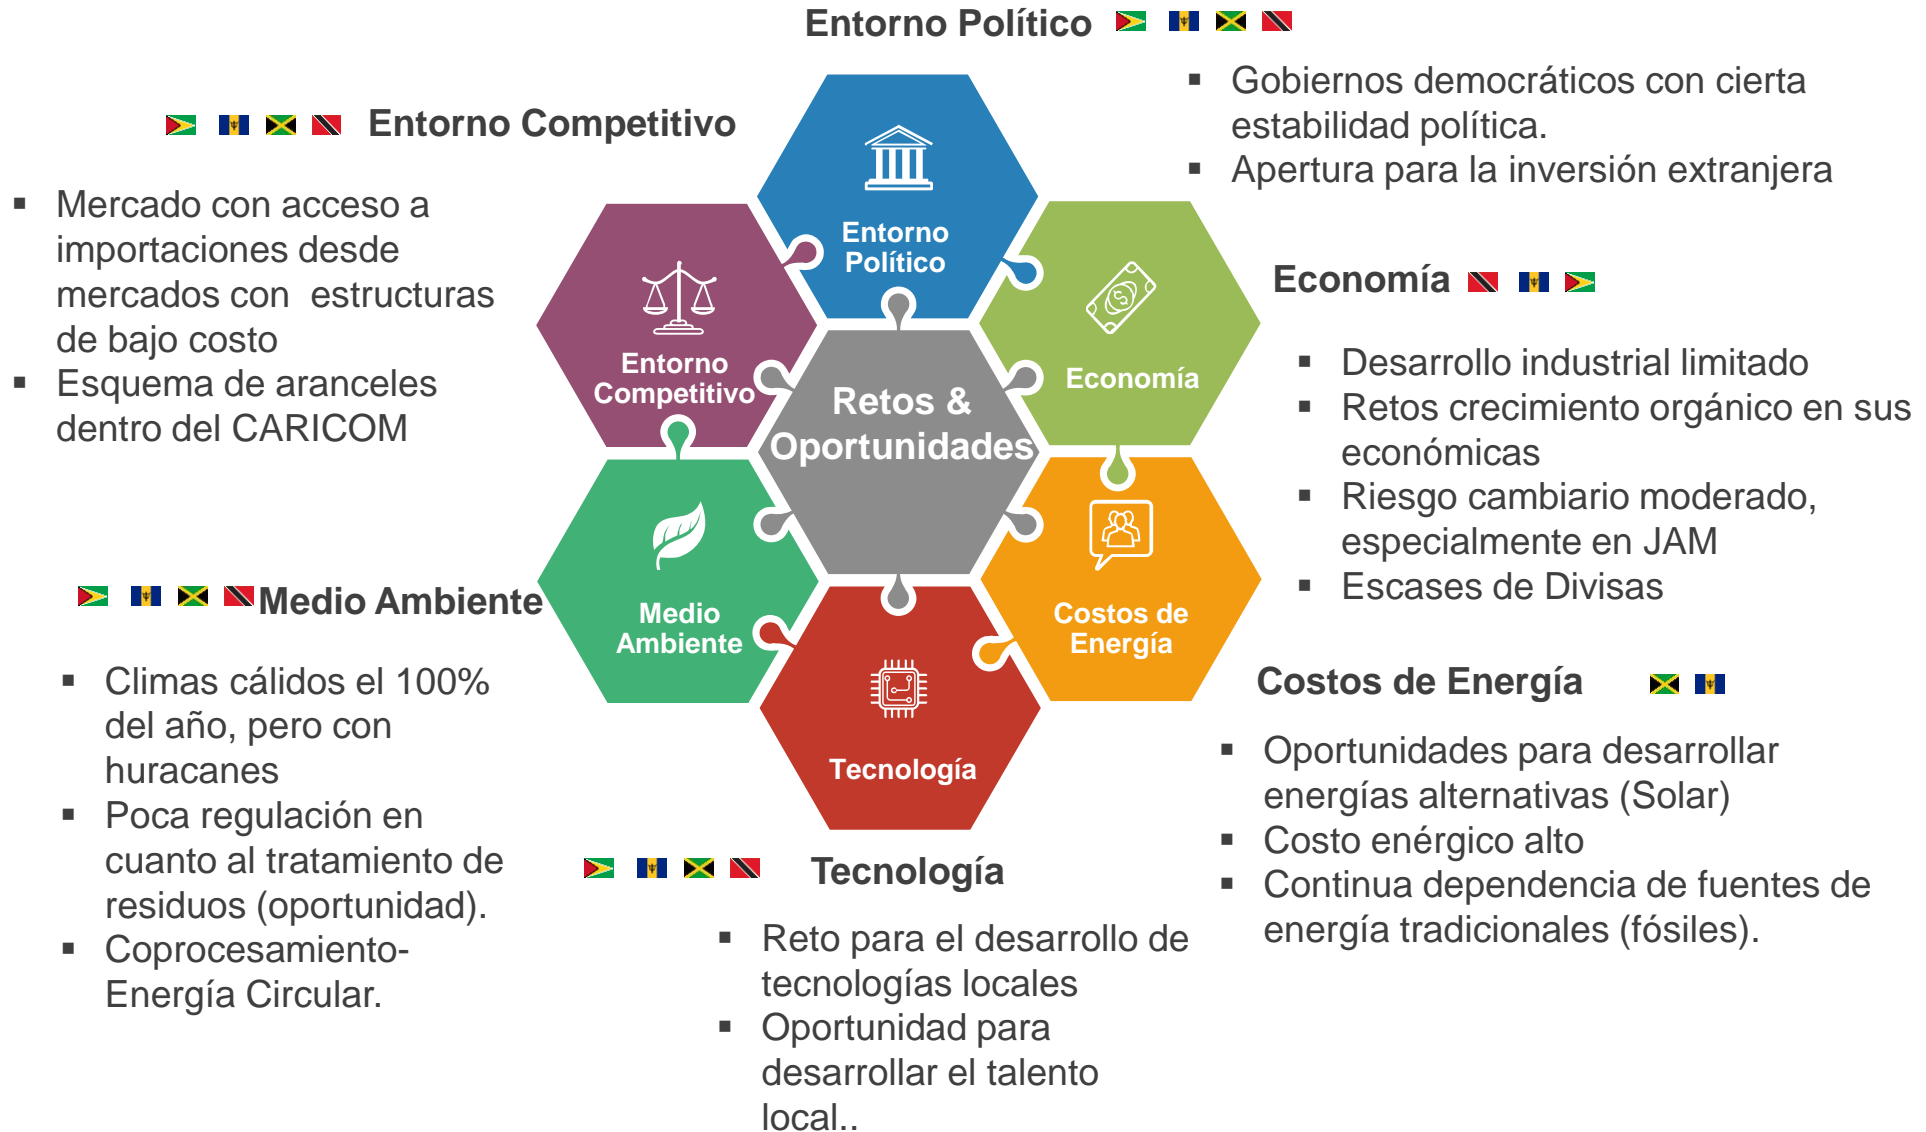 Entorno Político
▪ Gobiernos democráticos con cierta
estabilidad política.
▪ Apertura para la inversión extranjera
Entorno Competitivo
▪ Mercado con acceso a
importaciones desde
mercados con estructuras
de bajo costo
▪ Esquema de aranceles
dentro del CARICOM
Entorno
Político
Entorno
Competitivo
Economía
Retos &
Oportunidades
Medio
Ambiente
Costos de
Energía
Tecnología
Economía
▪ Desarrollo industrial limitado
▪ Retos crecimiento orgánico en sus
económicas
▪ Riesgo cambiario moderado,
especialmente en JAM
▪ Escases de Divisas
Medio Ambiente
▪ Climas cálidos el 100%
del año, pero con
huracanes
▪ Poca regulación en
cuanto al tratamiento de
residuos (oportunidad).
▪ Coprocesamiento-
Energía Circular.
Costos de Energía
▪ Oportunidades para desarrollar
energías alternativas (Solar)
▪ Costo enérgico alto
▪ Continua dependencia de fuentes de
energía tradicionales (fósiles).
Tecnología
▪ Reto para el desarrollo de
tecnologías locales
▪ Oportunidad para
desarrollar el talento
local..